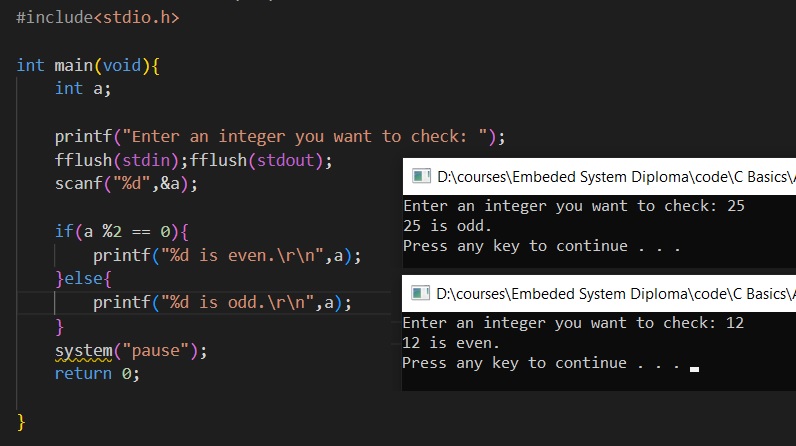 #include<stdio.h>
int main(void){
int a;
printf("Enter an integer you want to check: ");
fflush(stdin);fflush(stdout);
scanf("%d",&a);
if(a %2 == 0){
printf("%d is even.\r\n",a);
}else{
printf("%d is odd.\r\n",a);
}
system("pause");
return 0;
}
D:\courses\Embeded System Diploma\code\C Basics\A
Enter an integer you want to check: 25
25 is odd.
Press any key to continue . . .
D:\courses\Embeded System Diploma\code\C Basics\A
Enter an integer you want to check: 12
12 is even.
Press any key to continue . . .